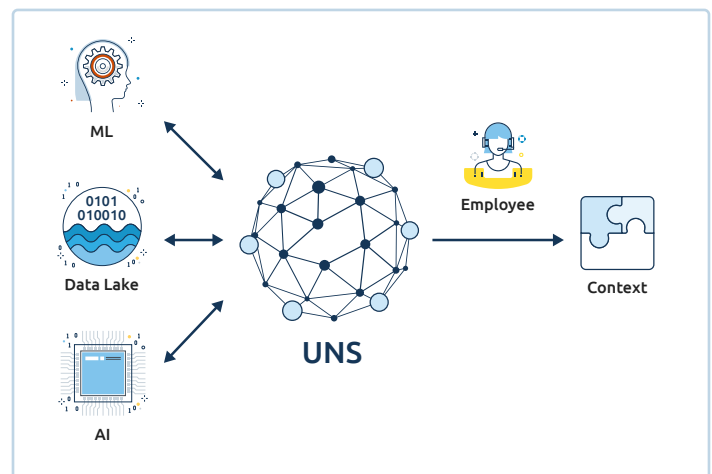 ML
0101
010010
Data Lake
AI
UNS
Employee
Context